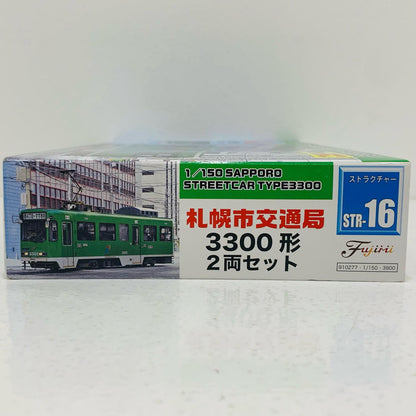 1/150 SAPPORO
STREETCAR TYPE3300
札幌市交通局
3300形
2両セット
ストラクチャー
STR-16
Fujimi
910277・1/150・3800